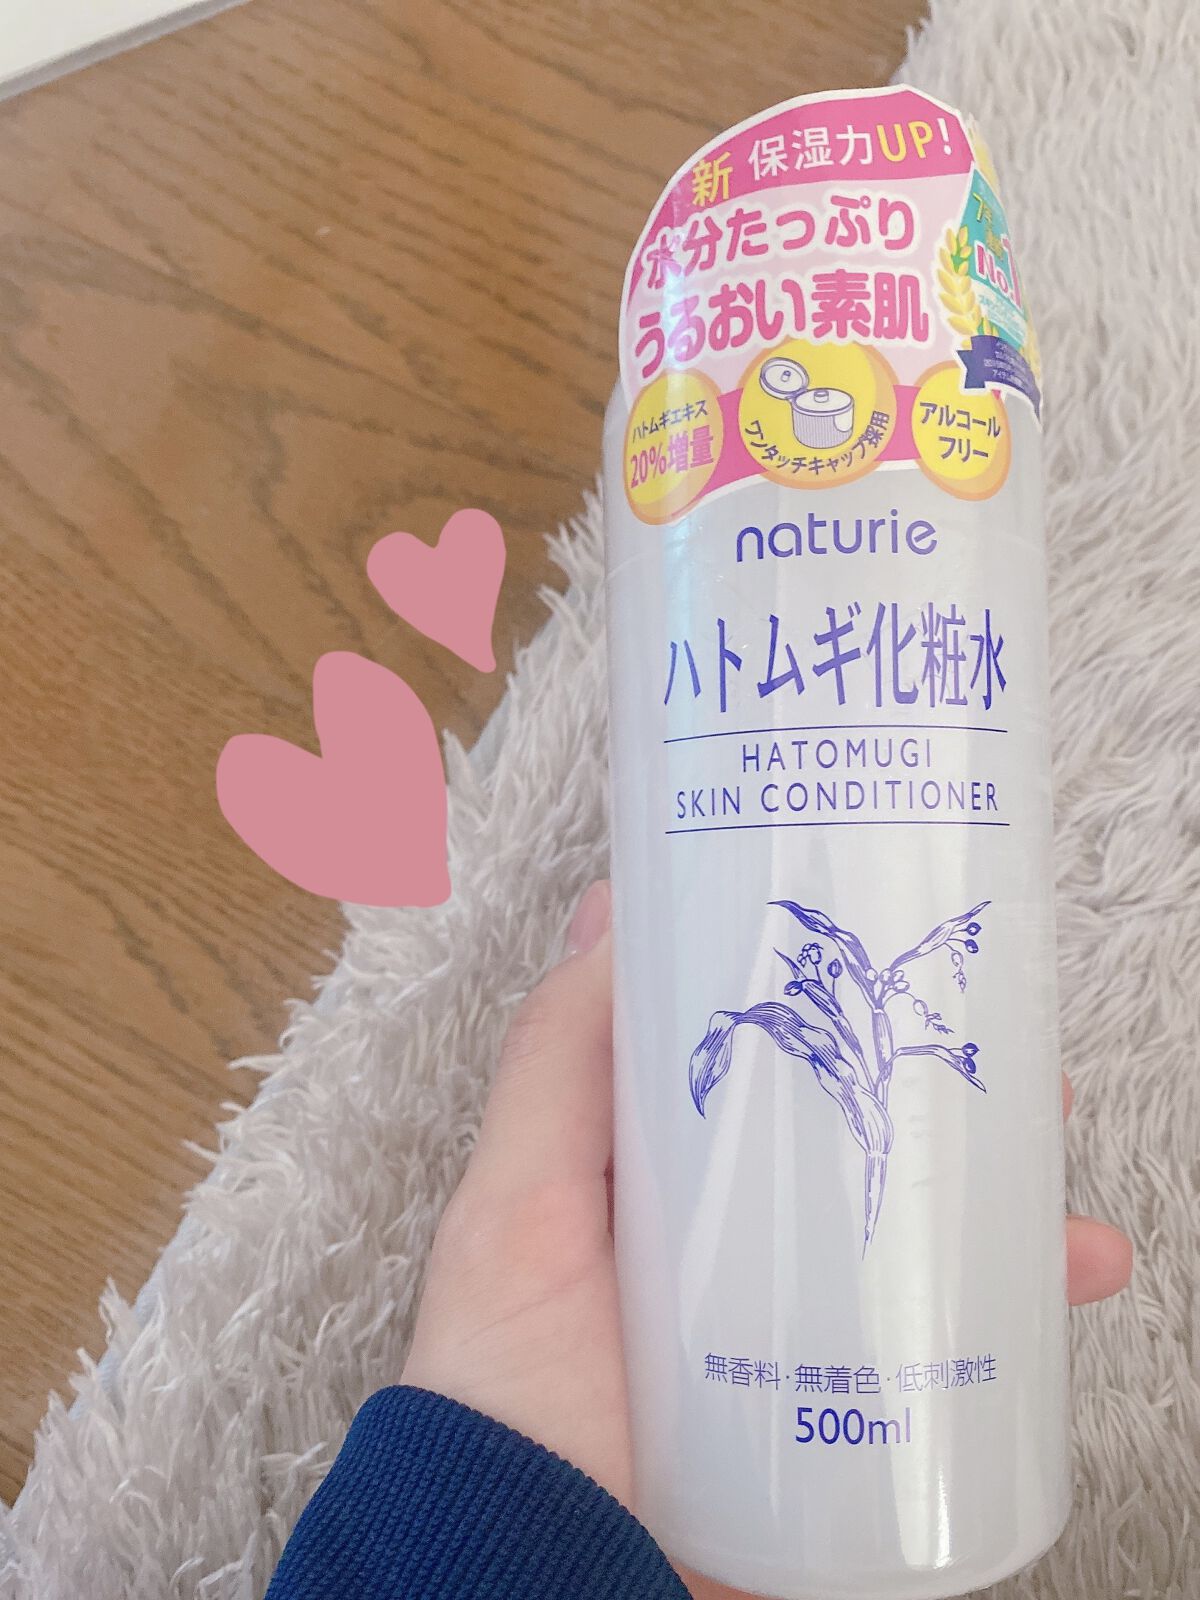 新 保湿力UP!
水分たっぷり
うるおい素肌
No.1
ハトムギエキス
20%増量
ワンタッチキャップ採用
アルコール
フリー
naturie
ハトムギ化粧水
HATOMUGI
SKIN CONDITIONER
無香料・無着色・低刺激性
500ml